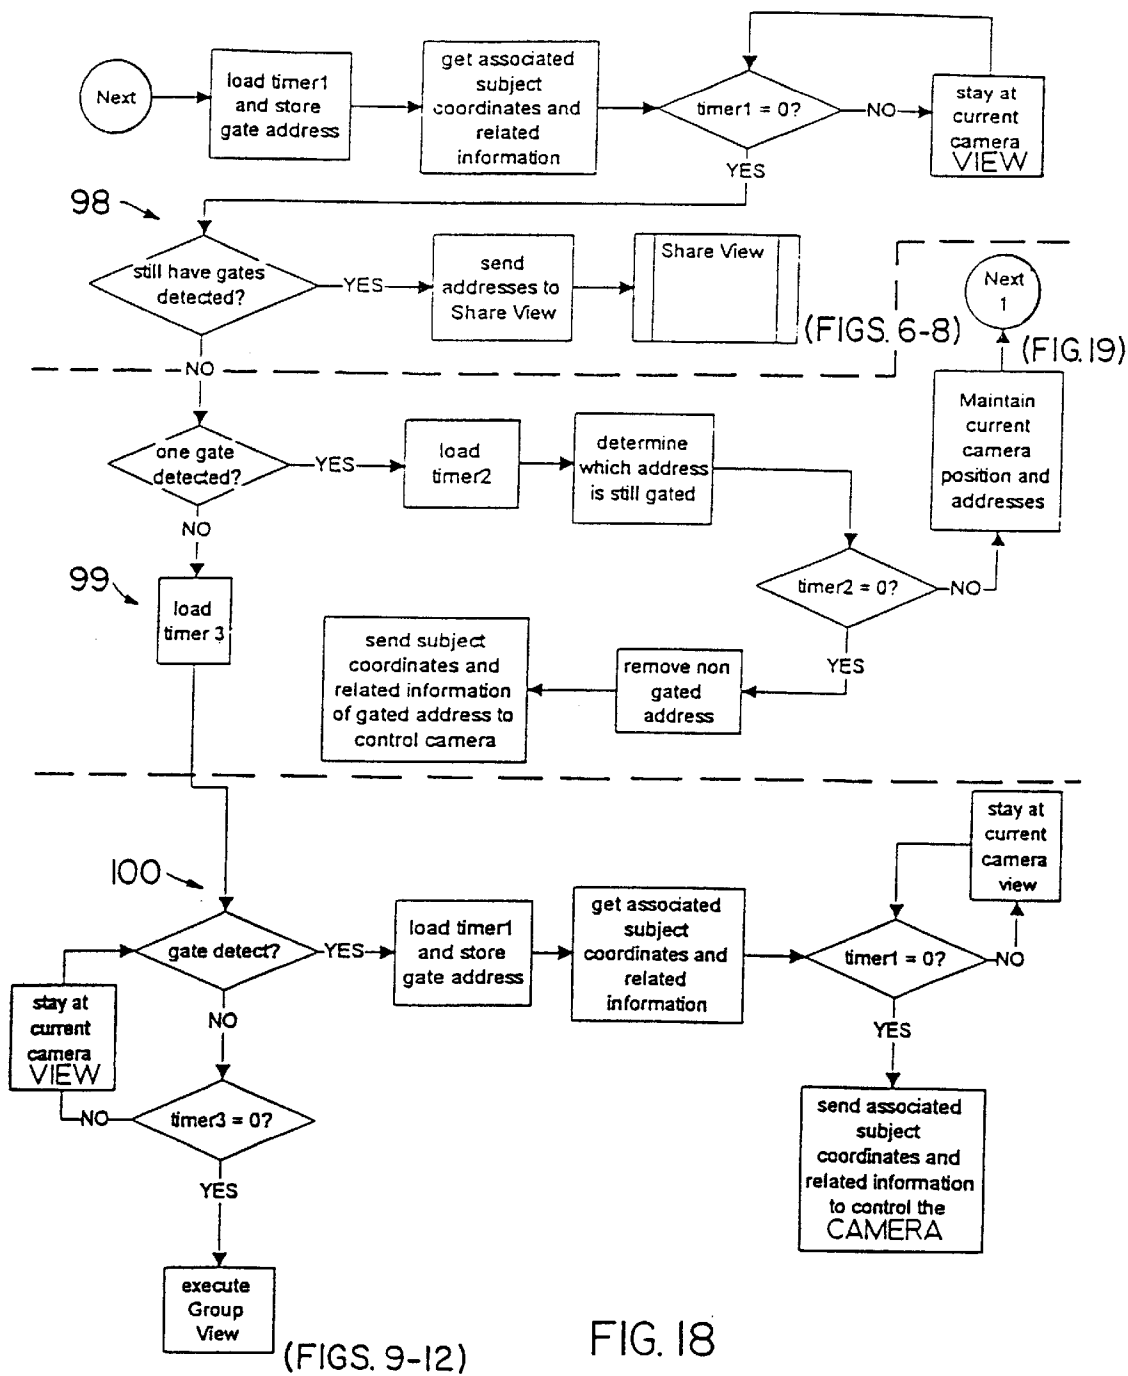 Next
load timer1
and store
gate address
get associated
subject
coordinates and
related
information
timer1 = 0?
NO
stay at
current
camera
VIEW
YES
98
still have gates
detected?
YES
send
addresses to
Share View
Share View
(FIGS. 6-8)
Next
1
(FIG. 19)
NO
one gate
detected?
YES
load
timer2
determine
which address
is still gated
Maintain
current
camera
position and
addresses
NO
timer2 = 0?
NO
99
load
timer 3
YES
send subject
coordinates and
related information
of gated address to
control camera
remove non
gated
address
stay at
current
camera
view
100
gate detect?
YES
load timer1
and store
gate address
get associated
subject
coordinates and
related
information
timer1 = 0?
NO
stay at
current
camera
VIEW
NO
YES
timer3 = 0?
NO
YES
send associated
subject
coordinates and
related information
to control the
CAMERA
execute
Group
View
(FIGS. 9-12)
FIG. 18